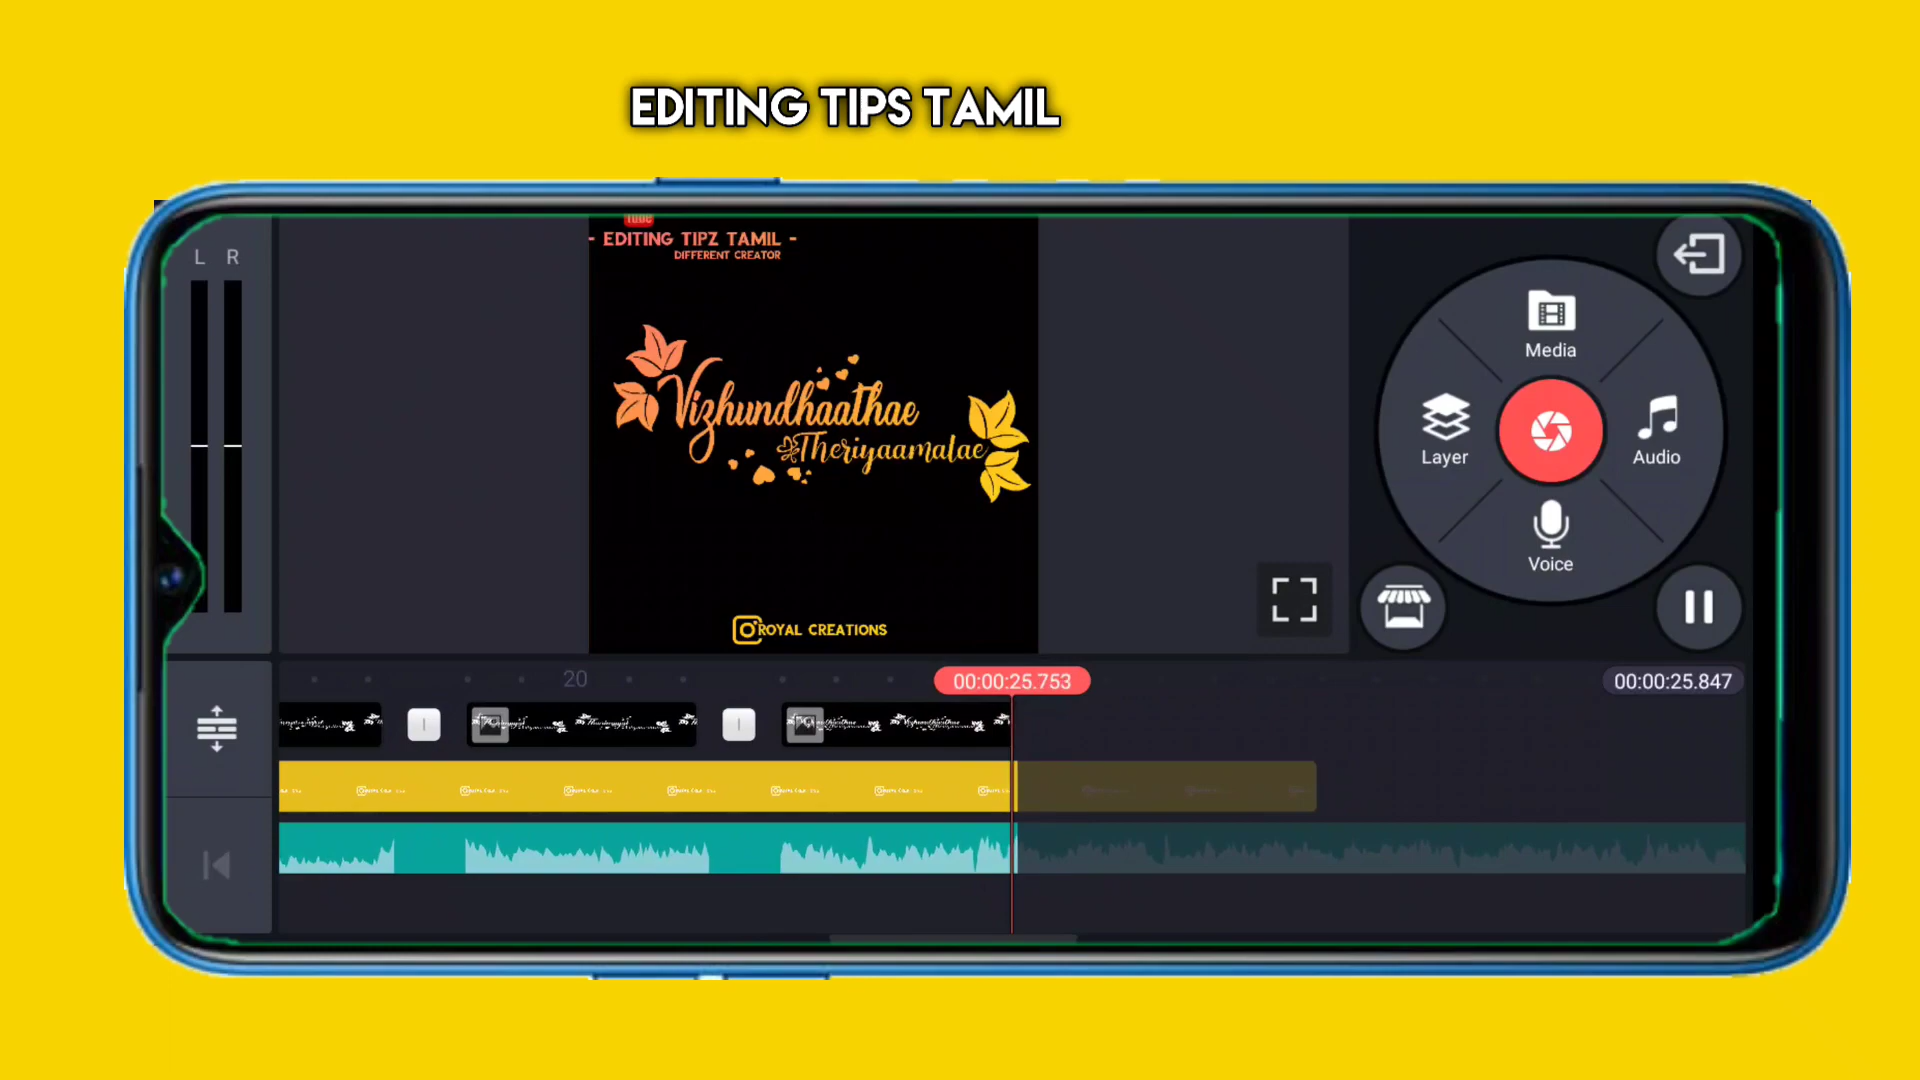 EDITING TIPS TAMIL
L R
Tube
- EDITING TIPZ TAMIL -
DIFFERENT CREATOR
Vizhundhaathae
Theriyaamalae
ROYAL CREATIONS
Media
Layer
Audio
Voice
20
00:00:25.753
00:00:25.847